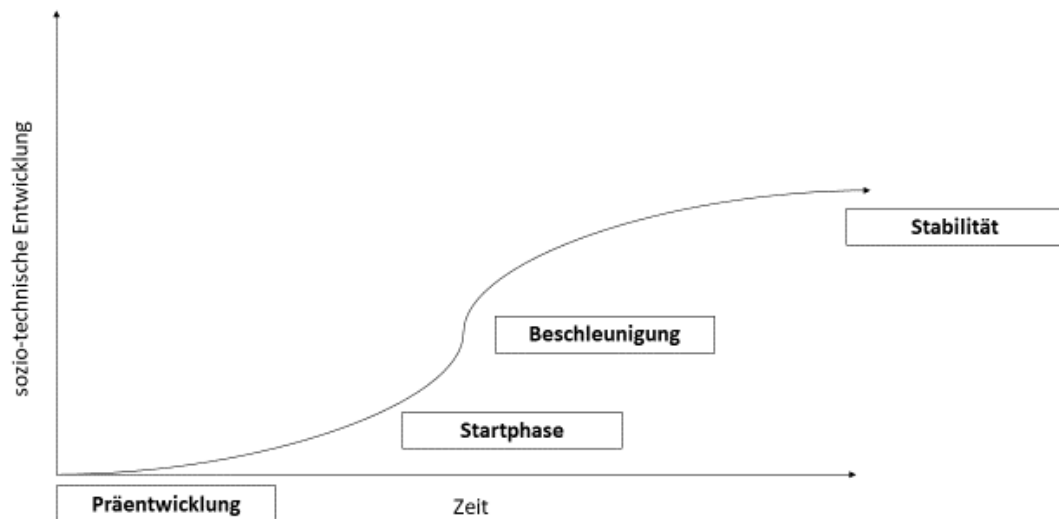 sozio-technische Entwicklung
Stabilität
Beschleunigung
Startphase
Präentwicklung
Zeit